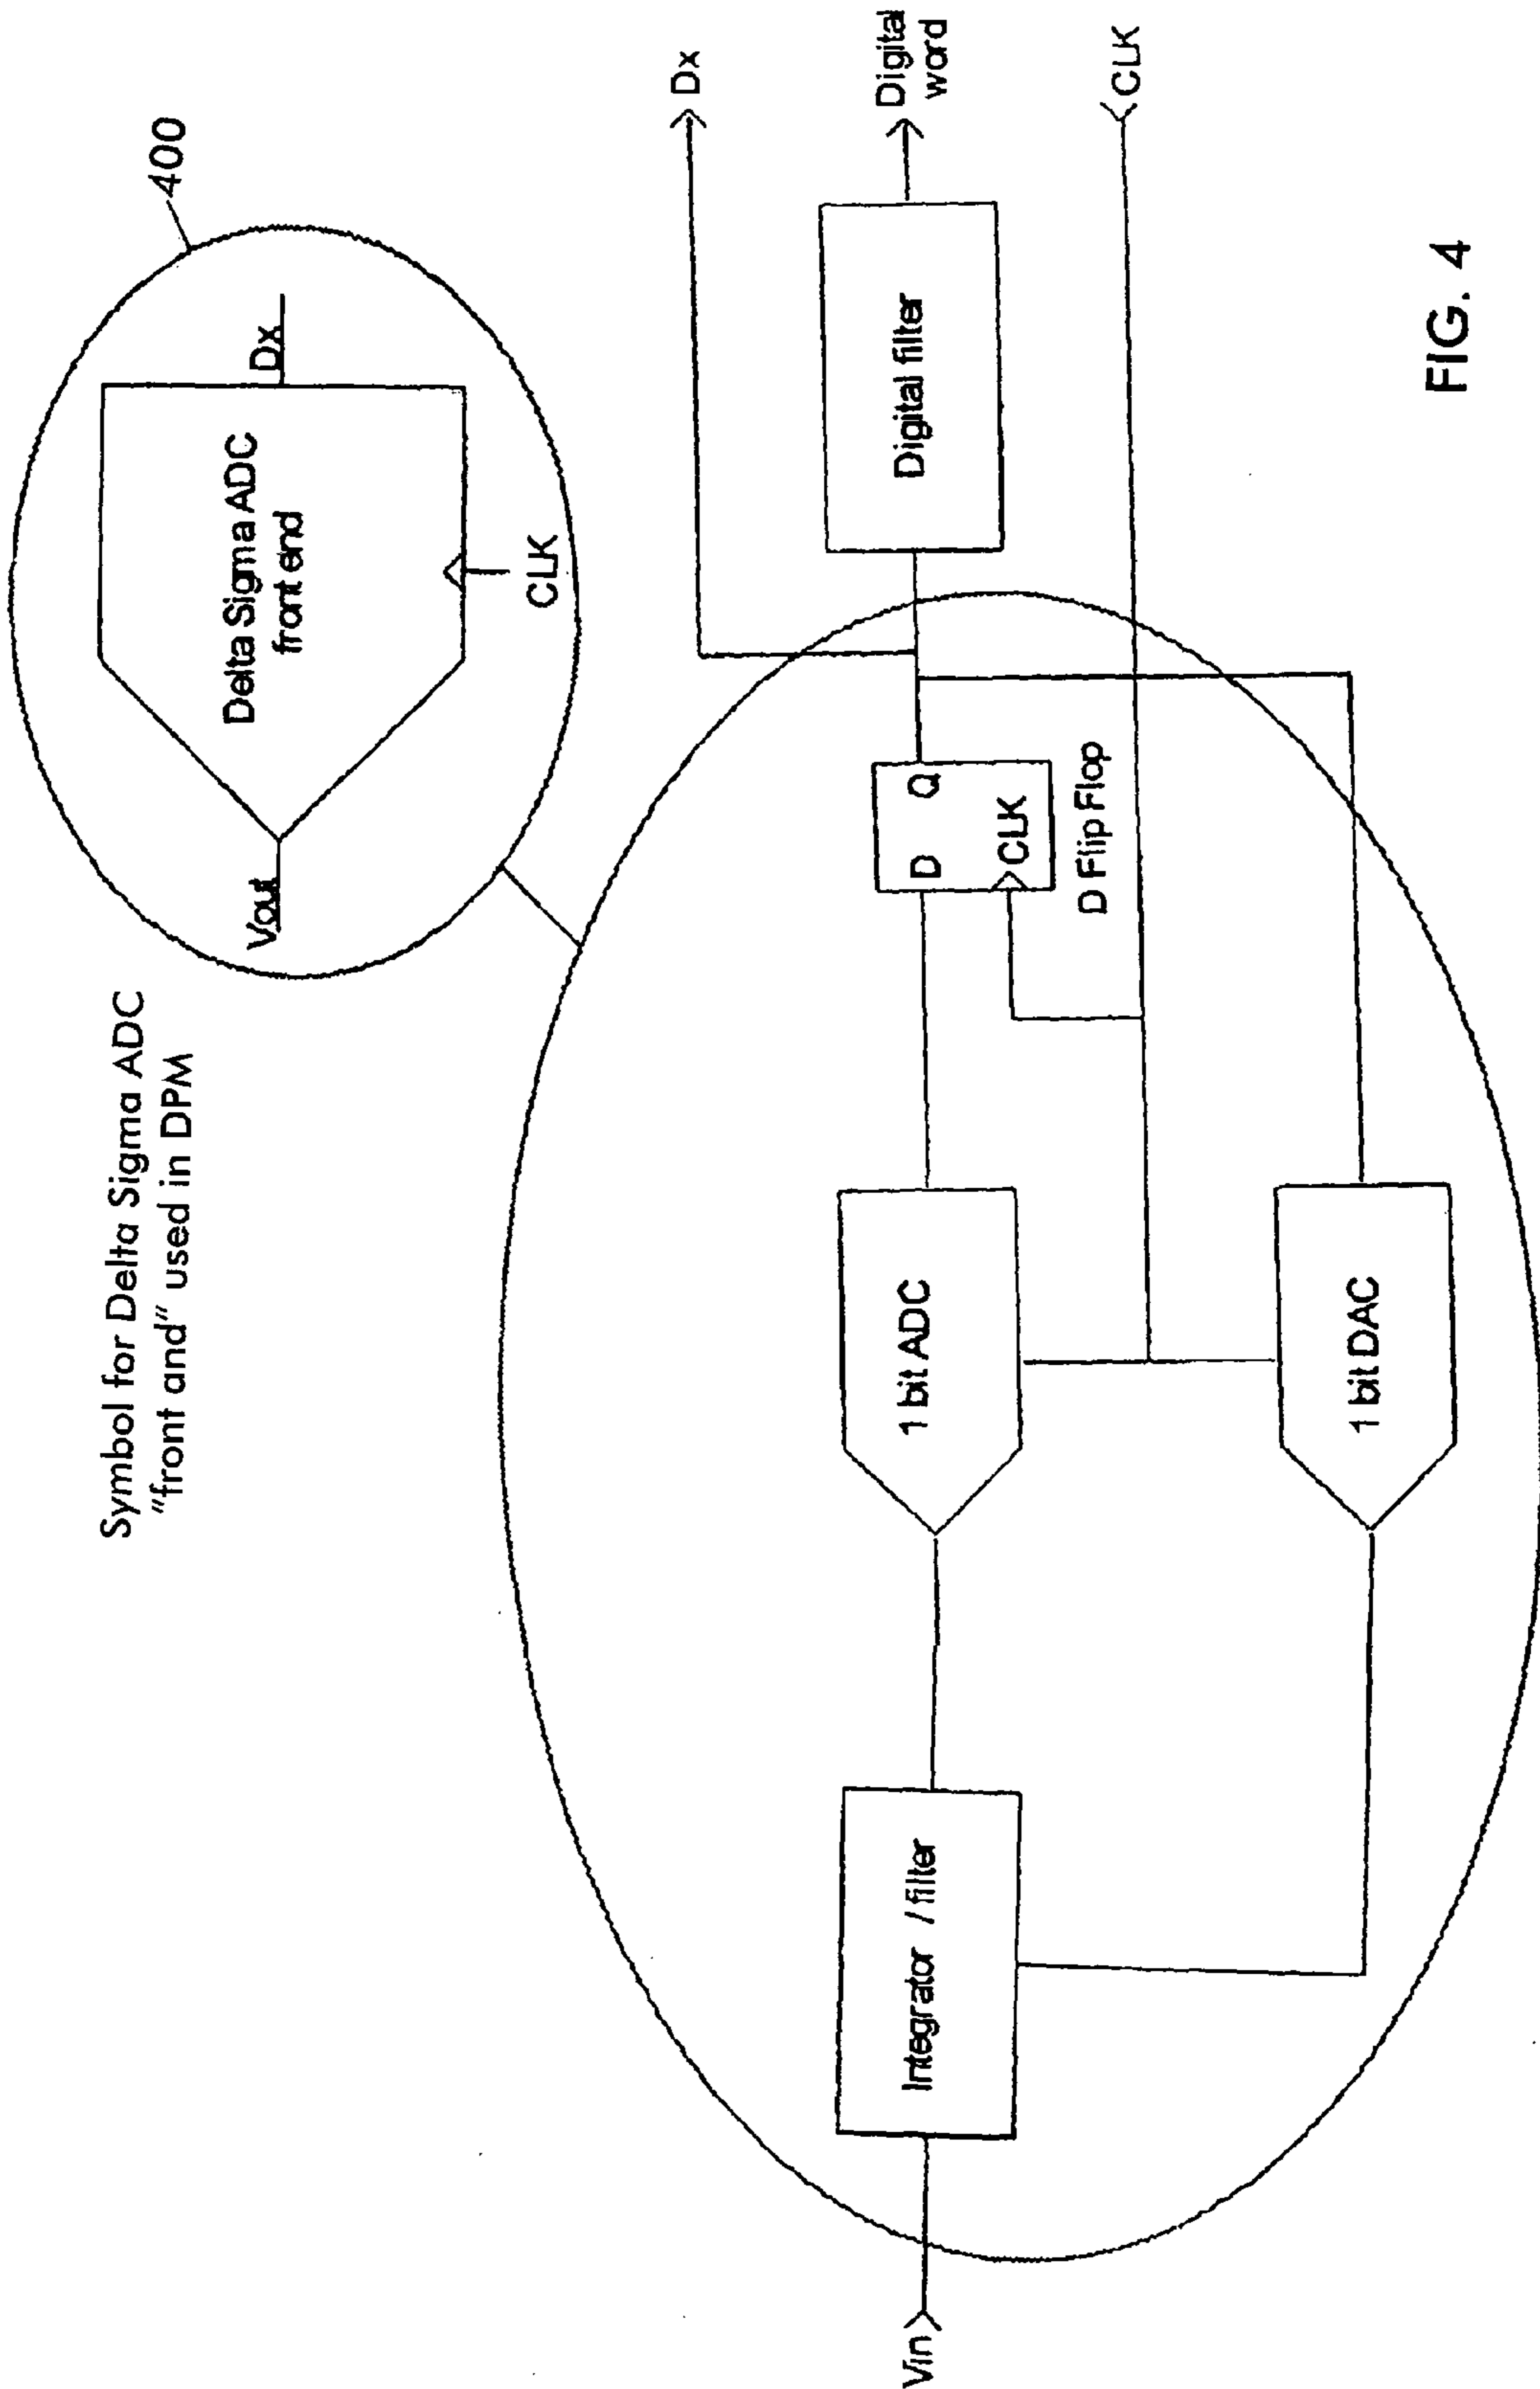 Symbol for Delta Sigma ADC
"front and" used in DPM
400
Vout
Delta Sigma ADC
front end
Dx
CLK
Dx
Vin
Integrator / filter
1 bit ADC
D Q
CLK
D Flip Flop
Digital filter
Digital
word
CLK
1 bit DAC
FIG. 4